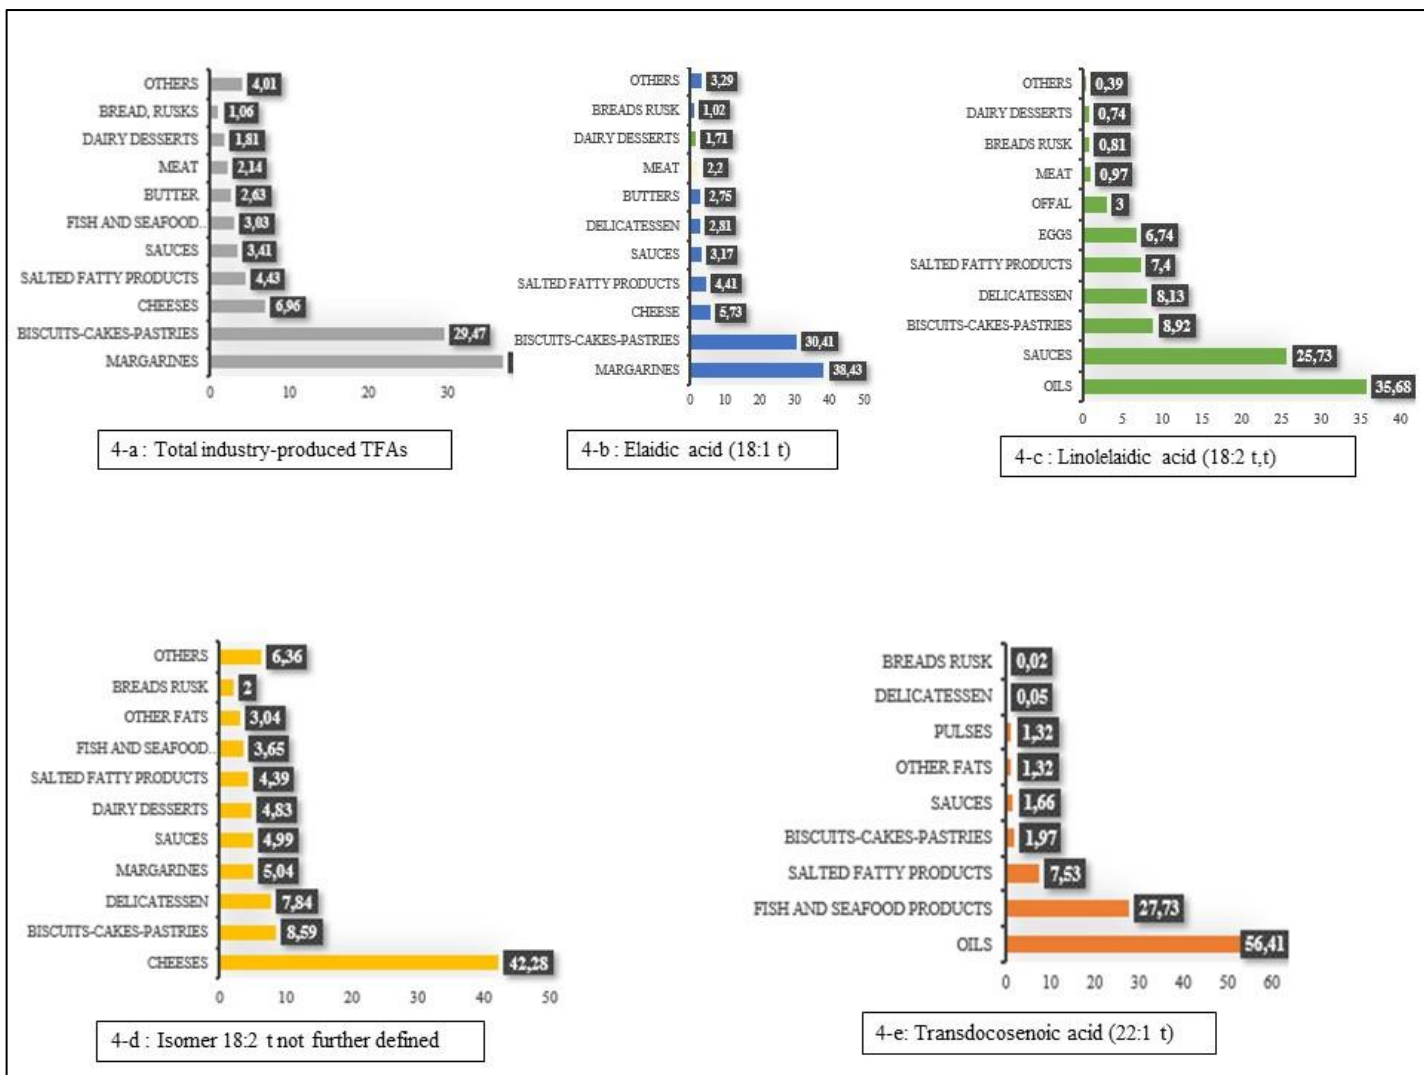 OTHERS 4,01
BREAD, RUSKS 1,06
DAIRY DESSERTS 1,81
MEAT 2,14
BUTTER 2,63
FISH AND SEAFOOD.. 3,03
SAUCES 3,41
SALTED FATTY PRODUCTS 4,43
CHEESES 6,96
BISCUITS-CAKES-PASTRIES 29,47
MARGARINES
0 10 20 30
4-a : Total industry-produced TFAs
OTHERS 3,29
BREADS RUSK 1,02
DAIRY DESSERTS 1,71
MEAT 2,2
BUTTERS 2,75
DELICATESSEN 2,81
SAUCES 3,17
SALTED FATTY PRODUCTS 4,41
CHEESE 5,73
BISCUITS-CAKES-PASTRIES 30,41
MARGARINES 38,43
0 10 20 30 40 50
4-b : Elaidic acid (18:1 t)
OTHERS 0,39
DAIRY DESSERTS 0,74
BREADS RUSK 0,81
MEAT 0,97
OFFAL 3
EGGS 6,74
SALTED FATTY PRODUCTS 7,4
DELICATESSEN 8,13
BISCUITS-CAKES-PASTRIES 8,92
SAUCES 25,73
OILS 35,68
0 5 10 15 20 25 30 35 40
4-c : Linolelaidic acid (18:2 t,t)
OTHERS 6,36
BREADS RUSK 2
OTHER FATS 3,04
FISH AND SEAFOOD.. 3,65
SALTED FATTY PRODUCTS 4,39
DAIRY DESSERTS 4,83
SAUCES 4,99
MARGARINES 5,04
DELICATESSEN 7,84
BISCUITS-CAKES-PASTRIES 8,59
CHEESES 42,28
0 10 20 30 40 50
4-d : Isomer 18:2 t not further defined
BREADS RUSK 0,02
DELICATESSEN 0,05
PULSES 1,32
OTHER FATS 1,32
SAUCES 1,66
BISCUITS-CAKES-PASTRIES 1,97
SALTED FATTY PRODUCTS 7,53
FISH AND SEAFOOD PRODUCTS 27,73
OILS 56,41
0 10 20 30 40 50 60
4-e: Transdocosenoic acid (22:1 t)